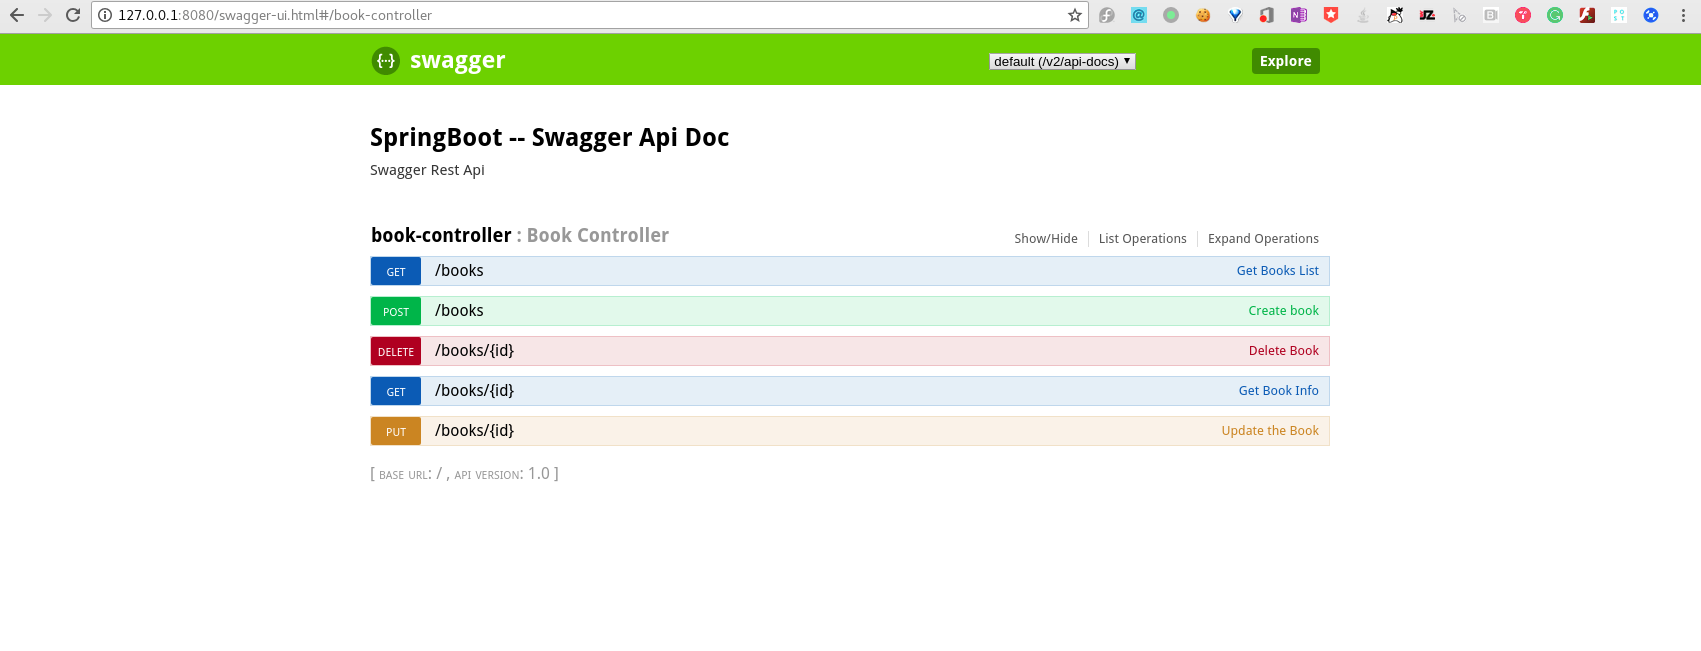 127.0.0.1:8080/swagger-ui.html#/book-controller
{··} swagger
default (/v2/api-docs)
Explore
SpringBoot -- Swagger Api Doc
Swagger Rest Api
book-controller : Book Controller
Show/Hide
List Operations
Expand Operations
GET /books Get Books List
POST /books Create book
DELETE /books/{id} Delete Book
GET /books/{id} Get Book Info
PUT /books/{id} Update the Book
[ BASE URL: / , API VERSION: 1.0 ]